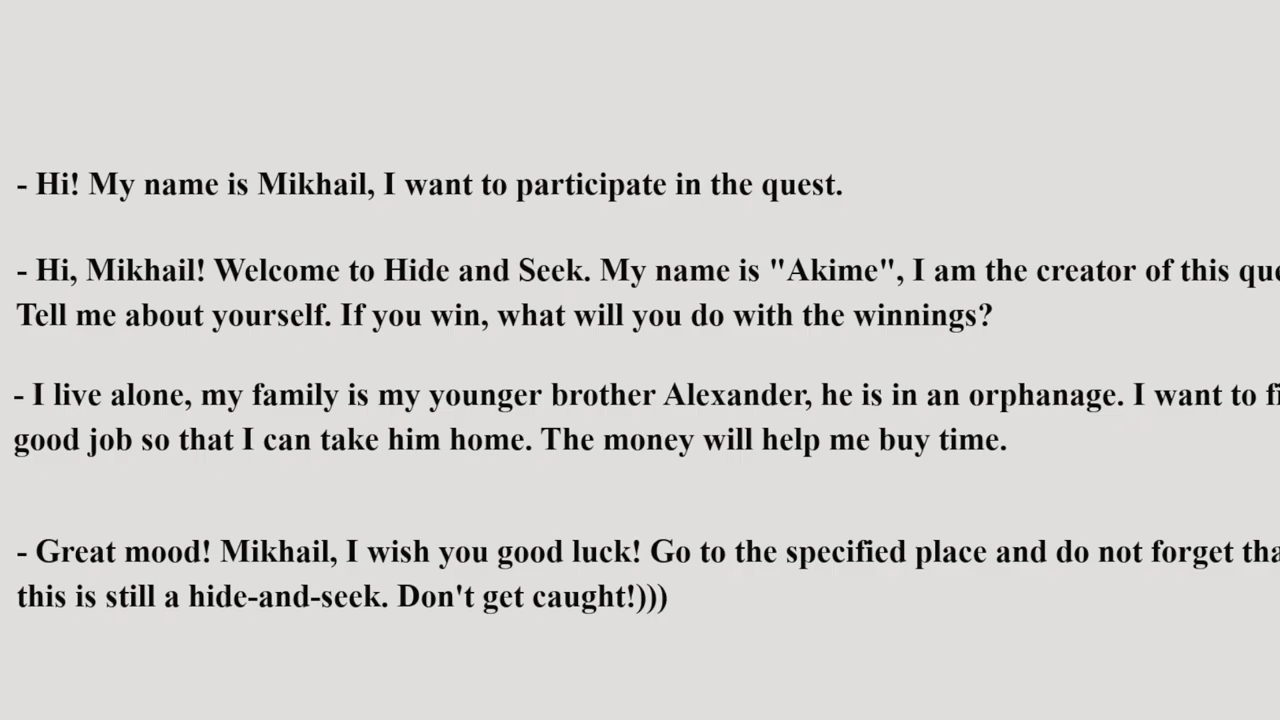 - Hi! My name is Mikhail, I want to participate in the quest.
- Hi, Mikhail! Welcome to Hide and Seek. My name is "Akime", I am the creator of this
Tell me about yourself. If you win, what will you do with the winnings?
- I live alone, my family is my younger brother Alexander, he is in an orphanage. I want to
good job so that I can take him home. The money will help me buy time.
- Great mood! Mikhail, I wish you good luck! Go to the specified place and do not forget
this is still a hide-and-seek. Don't get caught!)))